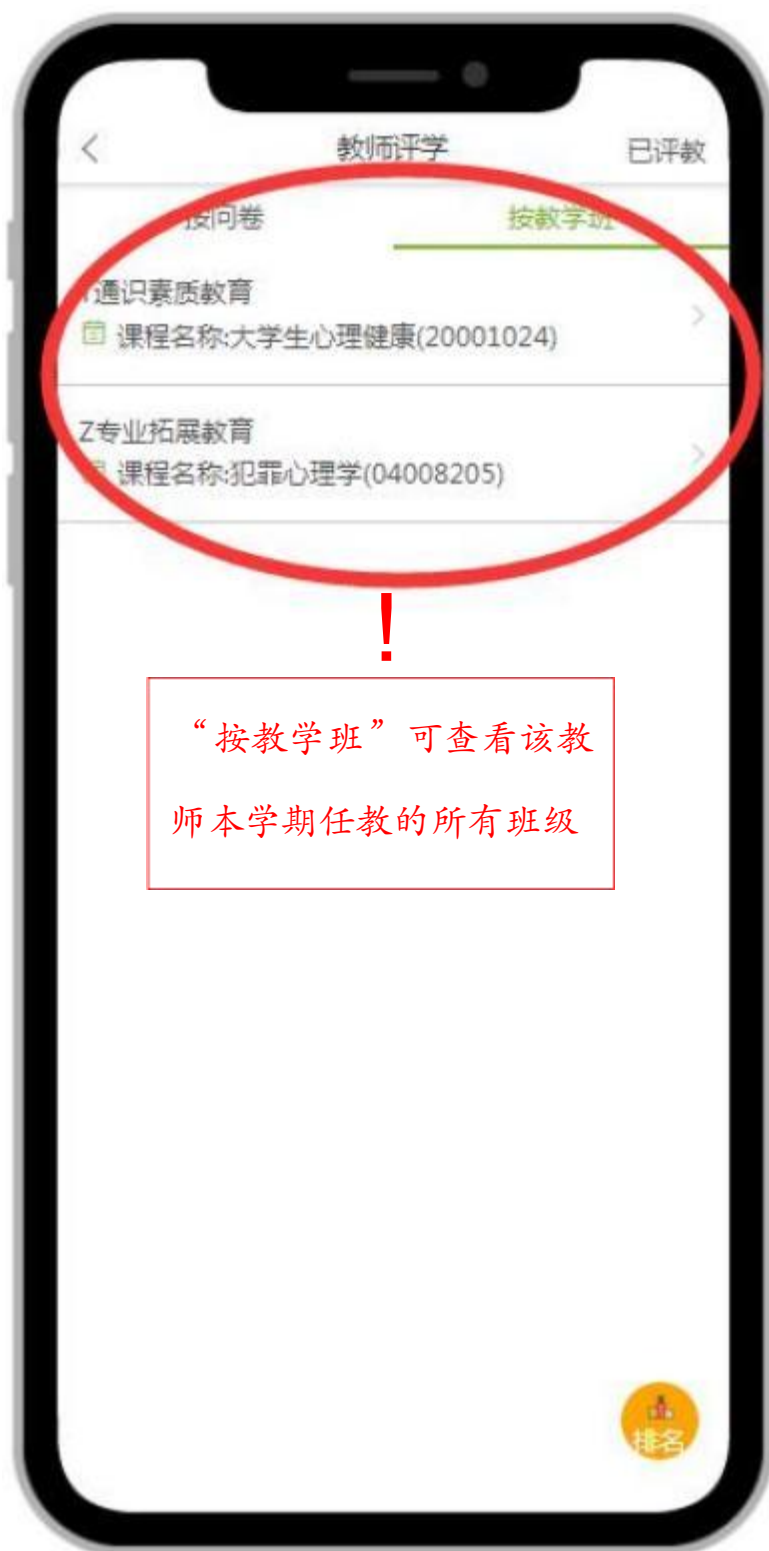 教师评学
已评教
按问卷
按教学班
T通识素质教育
课程名称:大学生心理健康(20001024)
Z专业拓展教育
课程名称:犯罪心理学(04008205)
!
“按教学班”可查看该教
师本学期任教的所有班级
排名